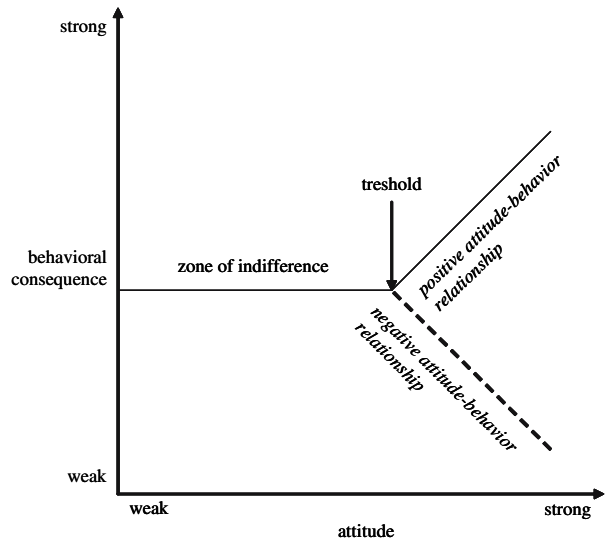 strong
treshold
behavioral
consequence
zone of indifference
positive attitude-behavior
relationship
negative attitude-behavior
relationship
weak
weak
strong
attitude